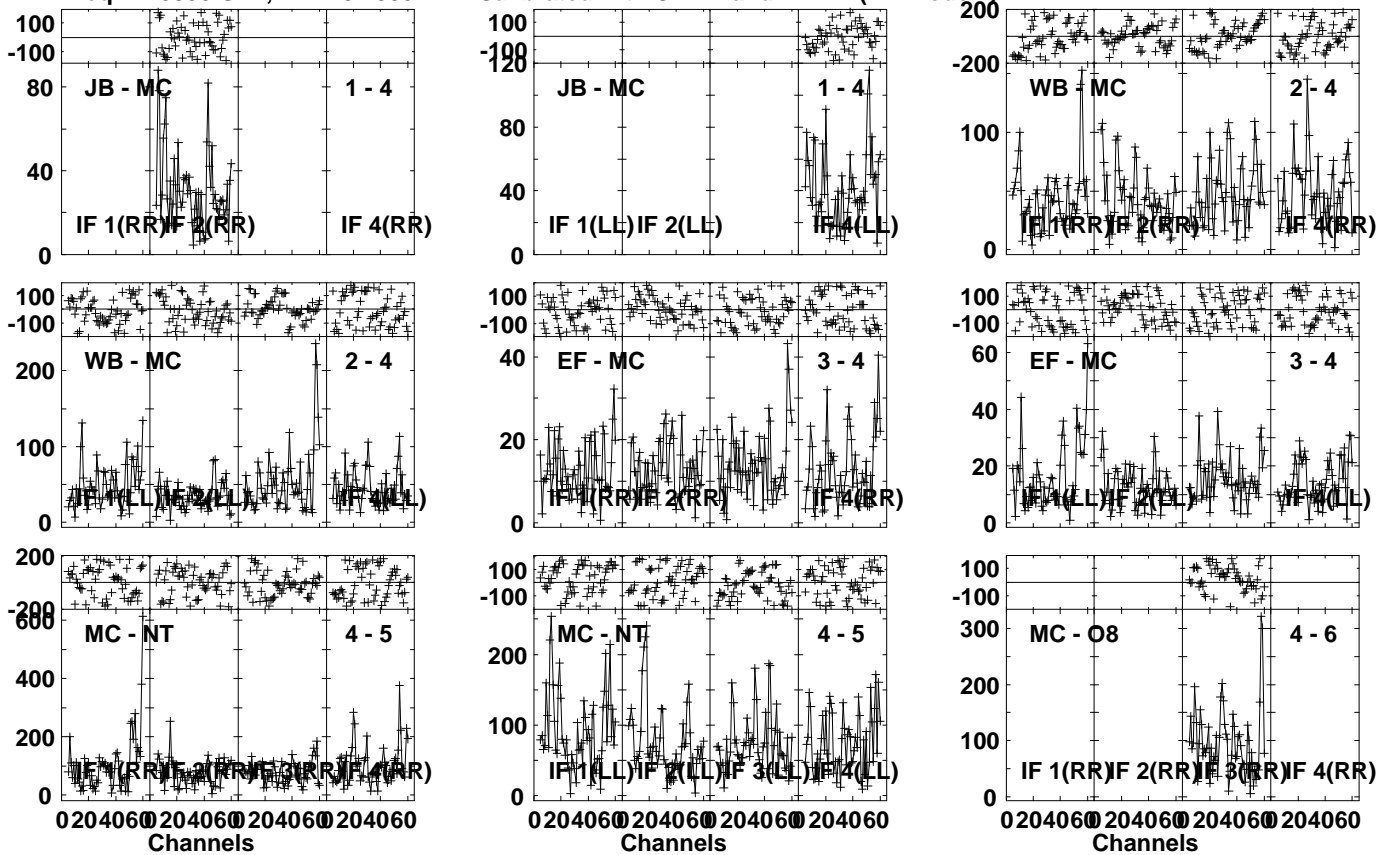 100
-100
80
40
0
JB - MC
1 - 4
IF 1(RR)
IF 2(RR)
IF 4(RR)
100
-100
120
80
40
0
JB - MC
1 - 4
IF 1(LL)
IF 2(LL)
IF 4(LL)
200
-200
100
0
WB - MC
2 - 4
IF 1(RR)
IF 2(RR)
IF 4(RR)
100
-100
200
100
0
WB - MC
2 - 4
IF 1(LL)
IF 2(LL)
IF 4(LL)
100
-100
40
20
0
EF - MC
3 - 4
IF 1(RR)
IF 2(RR)
IF 4(RR)
100
-100
60
40
20
0
EF - MC
3 - 4
IF 1(LL)
IF 2(LL)
IF 4(LL)
200
-200
600
400
200
0
MC - NT
4 - 5
IF 1(RR)
IF 2(RR)
IF 3(RR)
IF 4(RR)
0 20 40 60 0 20 40 60 0 20 40 60 0 20 40 60
Channels
100
-100
200
100
0
MC - NT
4 - 5
IF 1(LL)
IF 2(LL)
IF 3(LL)
IF 4(LL)
0 20 40 60 0 20 40 60 0 20 40 60 0 20 40 60
Channels
100
-100
300
200
100
0
MC - O8
4 - 6
IF 1(RR)
IF 2(RR)
IF 3(RR)
IF 4(RR)
0 20 40 60 0 20 40 60 0 20 40 60 0 20 40 60
Channels